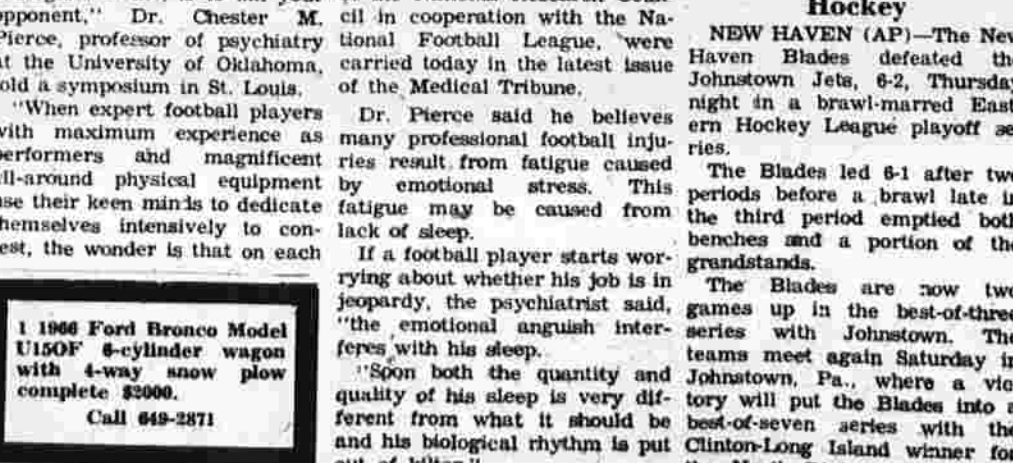 opponent," Dr. Chester M.
Pierce, professor of psychiatry
at the University of Oklahoma,
told a symposium in St. Louis.
"When expert football players
with maximum experience as
performers and magnificent
all-around physical equipment
use their keen minds to dedicate
themselves intensively to con-
test, the wonder is that on each
1 1966 Ford Bronco Model
U150F 6-cylinder wagon
with 4-way snow plow
complete $2000.
Call 649-2871
cil in cooperation with the Na-
tional Football League, were
carried today in the latest issue
of the Medical Tribune.
Dr. Pierce said he believes
many professional football inju-
ries result from fatigue caused
by emotional stress. This
fatigue may be caused from
lack of sleep.
If a football player starts wor-
rying about whether his job is in
jeopardy, the psychiatrist said,
"the emotional anguish inter-
feres with his sleep.
"Spon both the quantity and
quality of his sleep is very dif-
ferent from what it should be
and his biological rhythm is put
Hockey
NEW HAVEN (AP)—The New
Haven Blades defeated the
Johnstown Jets, 6-2, Thursday
night in a brawl-marred East-
ern Hockey League playoff se-
ries.
The Blades led 6-1 after two
periods before a brawl late in
the third period emptied both
benches and a portion of the
grandstands.
The Blades are now two
games up in the best-of-three
series with Johnstown. The
teams meet again Saturday in
Johnstown, Pa., where a vic-
tory will put the Blades into a
best-of-seven series with the
Clinton-Long Island winner for